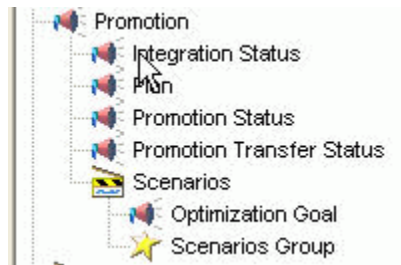 Promotion
Integration Status
Plan
Promotion Status
Promotion Transfer Status
Scenarios
Optimization Goal
Scenarios Group